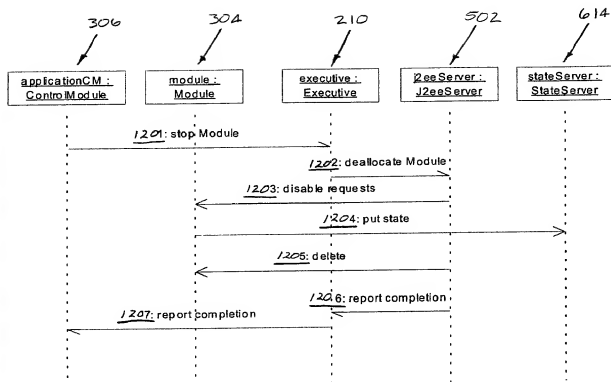 306
304
210
502
614
applicationCM :
ControlModule
module :
Module
executive :
Executive
j2eeServer :
J2eeServer
stateServer :
StateServer
1201: stop Module
1202: deallocate Module
1203: disable requests
1204: put state
1205: delete
1206: report completion
1207: report completion